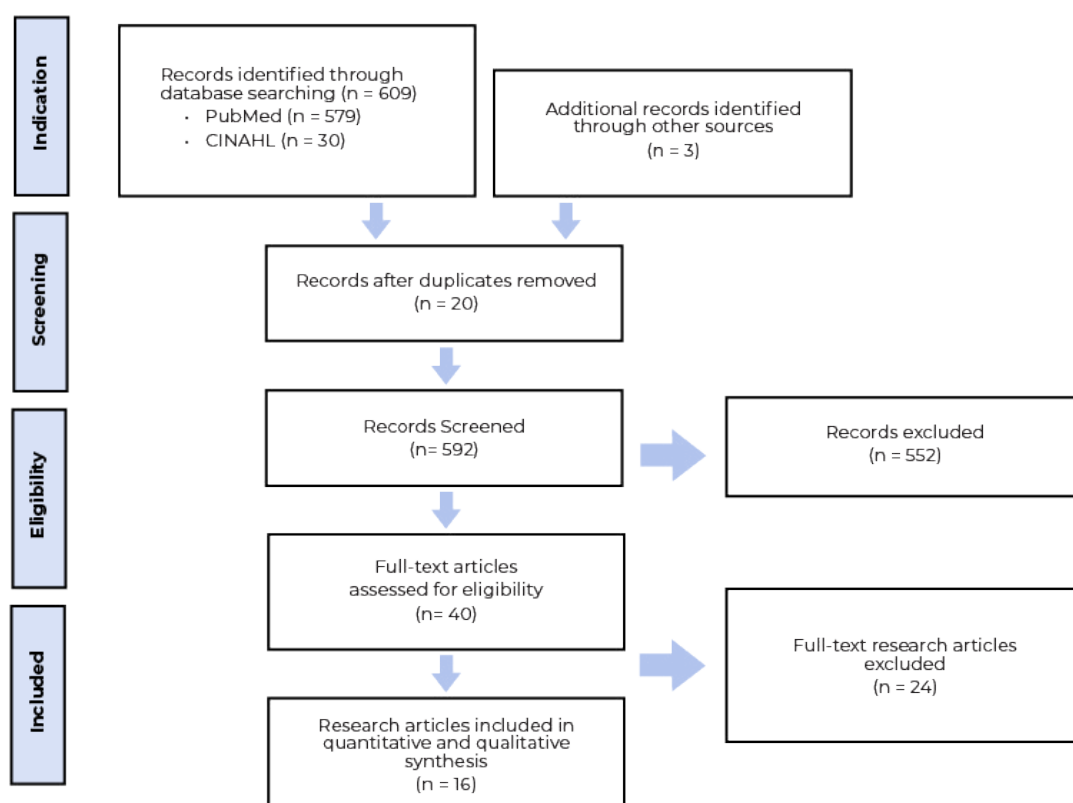 Indication
Records identified through
database searching (n = 609)
• PubMed (n = 579)
• CINAHL (n = 30)
Additional records identified
through other sources
(n = 3)
Screening
Records after duplicates removed
(n = 20)
Eligibility
Records Screened
(n= 592)
Records excluded
(n = 552)
Full-text articles
assessed for eligibility
(n= 40)
Included
Full-text research articles
excluded
(n = 24)
Research articles included in
quantitative and qualitative
synthesis
(n = 16)